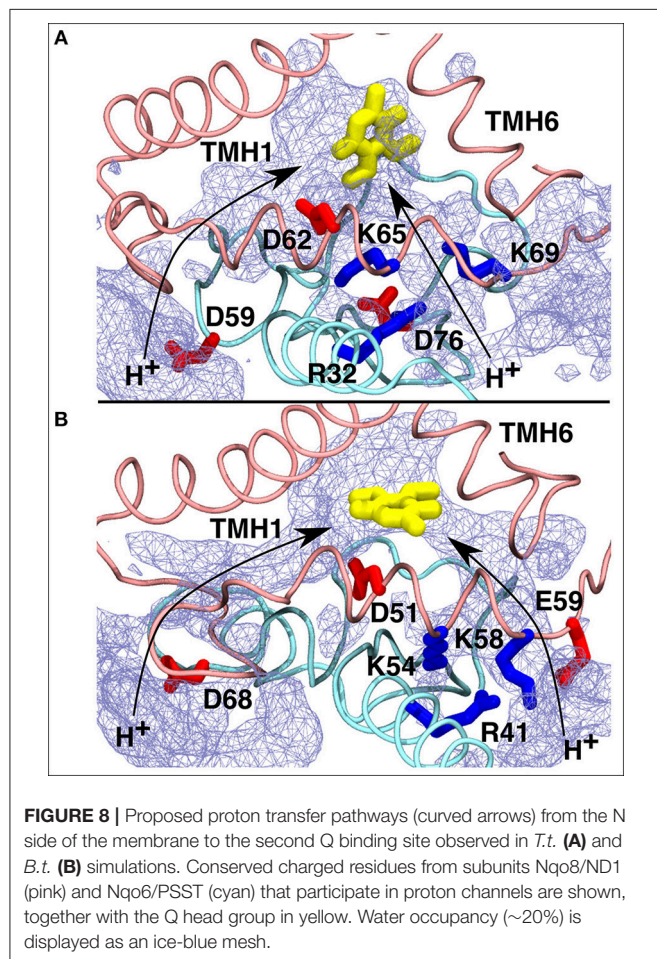 A
TMH1
TMH6
D62
K65
K69
D59
D76
R32
H+
H+
B
TMH6
TMH1
D51
E59
K58
K54
D68
R41
H+
H+
FIGURE 8 | Proposed proton transfer pathways (curved arrows) from the N
side of the membrane to the second Q binding site observed in T.t. (A) and
B.t. (B) simulations. Conserved charged residues from subunits Nqo8/ND1
(pink) and Nqo6/PSST (cyan) that participate in proton channels are shown,
together with the Q head group in yellow. Water occupancy (~20%) is
displayed as an ice-blue mesh.